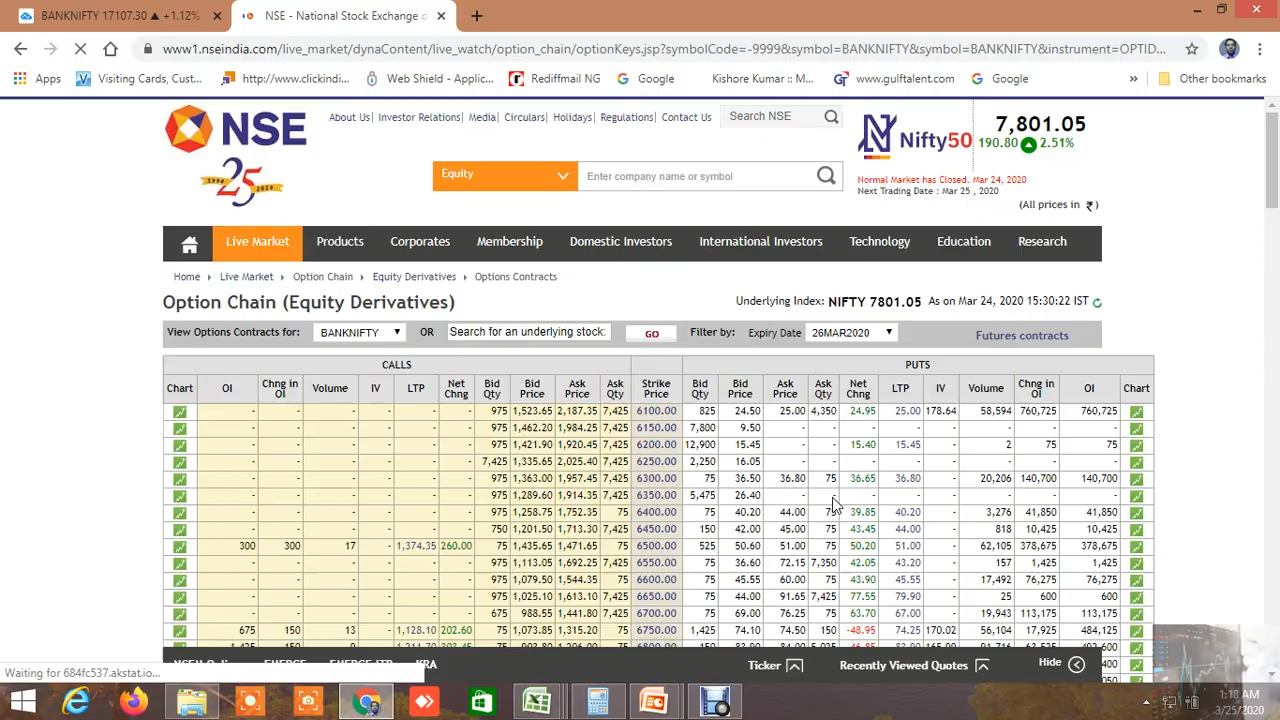 BANKNIFTY 17107.30 ▲ +1.12% × NSE - National Stock Exchange o × +
www1.nseindia.com/live_market/dynaContent/live_watch/option_chain/optionKeys.jsp?symbolCode=-9999&symbol=BANKNIFTY&symbol=BANKNIFTY&instrument=OPTID...
Apps Visiting Cards, Cust... http://www.clickindi... Web Shield - Applic... Rediffmail NG Google Kishore Kumar :: M... www.gulftalent.com Google » Other bookmarks
NSE
1994 25 2019
About Us| Investor Relations| Media| Circulars| Holidays| Regulations| Contact Us
Search NSE
Equity Enter company name or symbol
Nifty50 7,801.05
190.80 2.51%
Normal Market has Closed. Mar 24, 2020
Next Trading Date : Mar 25 , 2020
(All prices in ₹)
Live Market Products Corporates Membership Domestic Investors International Investors Technology Education Research
Home Live Market Option Chain Equity Derivatives Options Contracts
Option Chain (Equity Derivatives) Underlying Index: NIFTY 7801.05 As on Mar 24, 2020 15:30:22 IST
View Options Contracts for: BANKNIFTY OR Search for an underlying stock: GO Filter by: Expiry Date 26MAR2020 Futures contracts
CALLS PUTS
Chart OI Chng in OI Volume IV LTP Net Chng Bid Qty Bid Price Ask Price Ask Qty Strike Price Bid Qty Bid Price Ask Price Ask Qty Net Chng LTP IV Volume Chng in OI OI Chart
- - - - - - 975 1,523.65 2,187.35 7,425 6100.00 825 24.50 25.00 4,350 24.95 25.00 178.64 58,594 760,725 760,725
- - - - - - 975 1,462.20 1,984.25 7,425 6150.00 7,800 9.50 - - - - - - - -
- - - - - - 975 1,421.90 1,920.45 7,425 6200.00 12,900 15.45 - - 15.40 15.45 - 2 75 75
- - - - - - 7,425 1,335.65 2,025.40 7,425 6250.00 2,250 16.05 - - - - - - - -
- - - - - - 975 1,363.00 1,957.45 7,425 6300.00 75 36.50 36.80 75 36.65 36.80 - 20,206 140,700 140,700
- - - - - - 975 1,289.60 1,914.35 7,425 6350.00 5,475 26.40 - - - - - - - -
- - - - - - 975 1,258.75 1,752.35 75 6400.00 75 40.20 44.00 75 39.85 40.20 - 3,276 41,850 41,850
- - - - - - 750 1,201.50 1,713.30 7,425 6450.00 150 42.00 45.00 75 43.45 44.00 - 818 10,425 10,425
300 300 17 - 1,374.35 260.00 75 1,435.65 1,471.65 75 6500.00 525 50.60 51.00 75 50.20 51.00 - 62,105 378,675 378,675
- - - - - - 75 1,113.05 1,692.25 7,425 6550.00 75 36.60 72.15 7,350 42.05 43.20 - 157 1,425 1,425
- - - - - - 75 1,079.50 1,544.35 75 6600.00 75 45.55 60.00 75 43.90 45.55 - 17,492 76,275 76,275
- - - - - - 75 1,025.10 1,613.10 7,425 6650.00 75 44.00 91.65 7,425 77.55 79.90 - 25 600 600
- - - - - - 675 988.55 1,441.80 7,425 6700.00 75 69.00 76.25 75 63.70 67.00 - 19,943 113,175 113,175
675 150 13 - 1,128.10 202.60 75 1,073.85 1,315.20 75 6750.00 1,425 74.10 74.50 150 -48.95 74.25 170.02 56,104 17,925 484,125
KRA Ticker Recently Viewed Quotes Hide
Waiting for 684fc537.akstat.io...
1:18 AM
3/25/2020